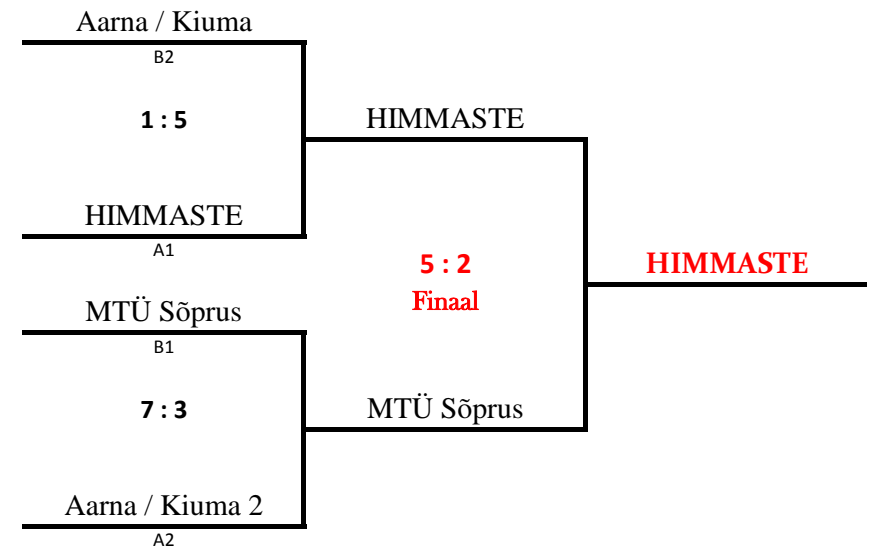 Aarna / Kiuma
B2
1 : 5
HIMMASTE
HIMMASTE
A1
5 : 2
HIMMASTE
Finaal
MTÜ Sõprus
B1
7 : 3
MTÜ Sõprus
Aarna / Kiuma 2
A2